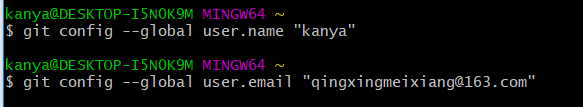 kanya@DESKTOP-I5N0K9M MINGW64 ~
$ git config --global user.name "kanya"
kanya@DESKTOP-I5N0K9M MINGW64 ~
$ git config --global user.email "qingxingmeixiang@163.com"